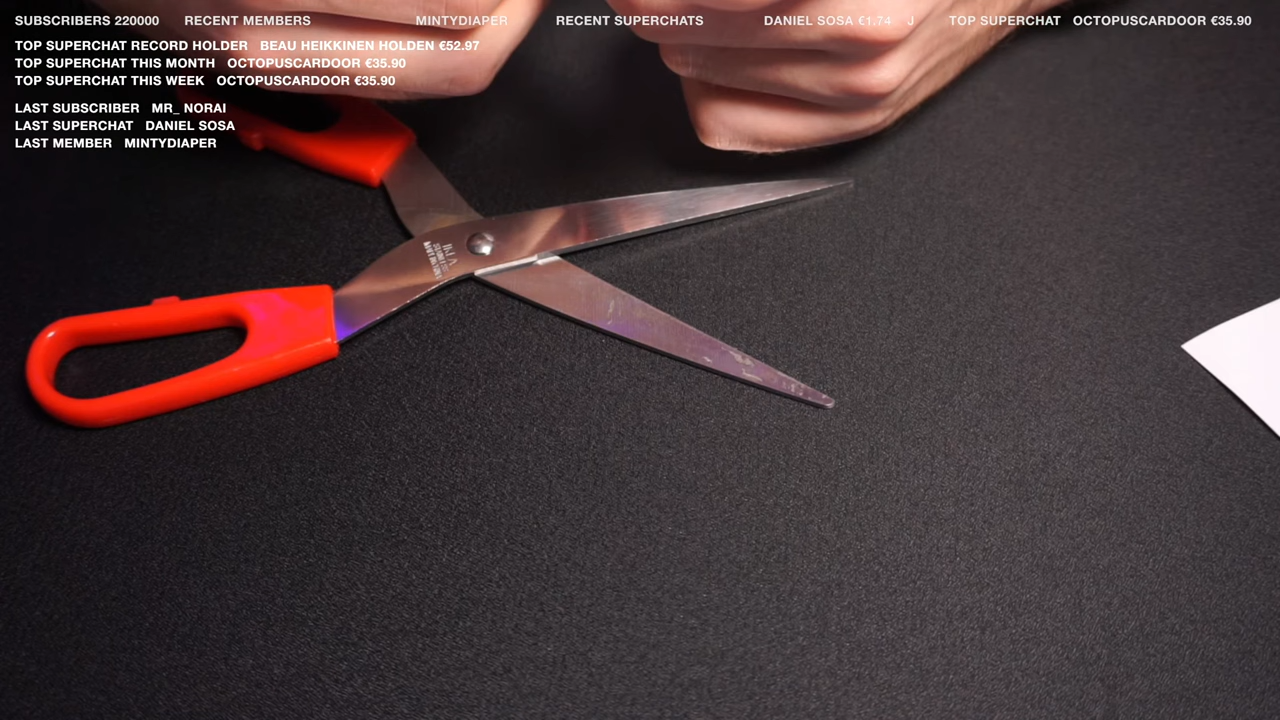 SUBSCRIBERS 220000 RECENT MEMBERS MINTYDIAPER RECENT SUPERCHATS DANIEL SOSA €1.74 J TOP SUPERCHAT OCTOPUSCARDOOR €35.90
TOP SUPERCHAT RECORD HOLDER BEAU HEIKKINEN HOLDEN €52.97
TOP SUPERCHAT THIS MONTH OCTOPUSCARDOOR €35.90
TOP SUPERCHAT THIS WEEK OCTOPUSCARDOOR €35.90
LAST SUBSCRIBER MR_ NORAI
LAST SUPERCHAT DANIEL SOSA
LAST MEMBER MINTYDIAPER
IKEA